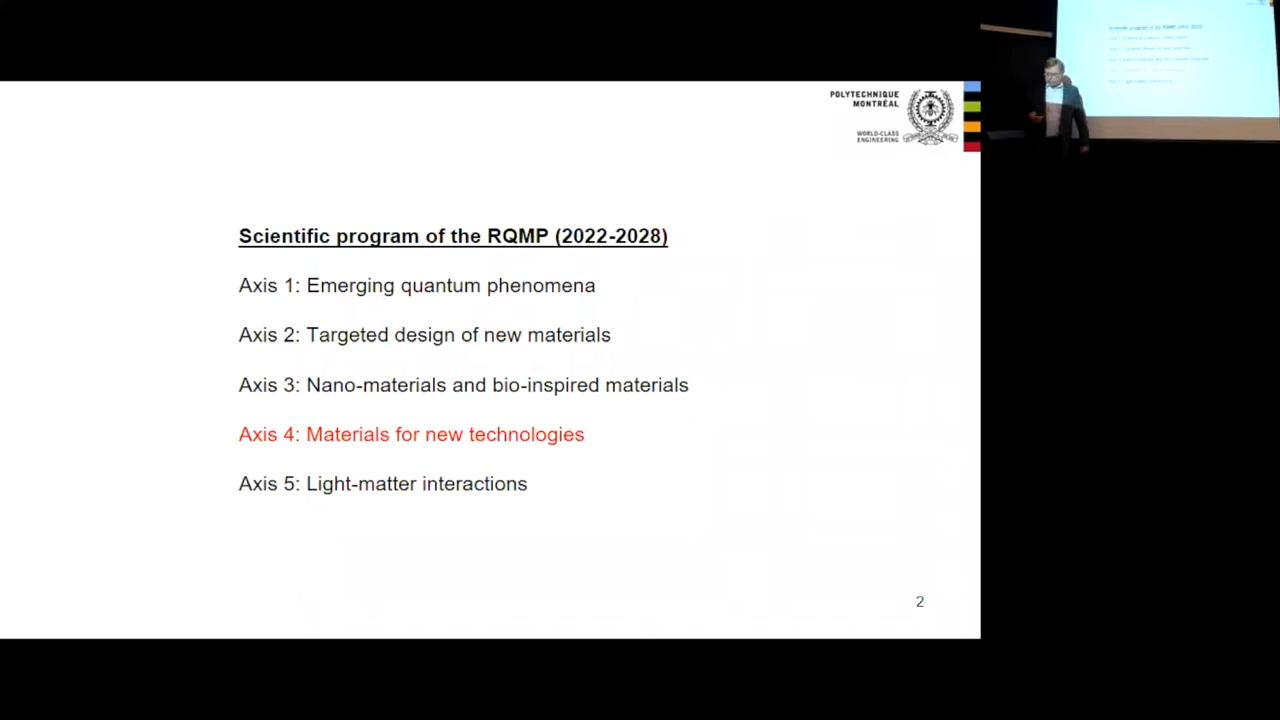 POLYTECHNIQUE
MONTRÉAL
WORLD-CLASS
ENGINEERING
Scientific program of the RQMP (2022-2028)
Axis 1: Emerging quantum phenomena
Axis 2: Targeted design of new materials
Axis 3: Nano-materials and bio-inspired materials
Axis 4: Materials for new technologies
Axis 5: Light-matter interactions
2